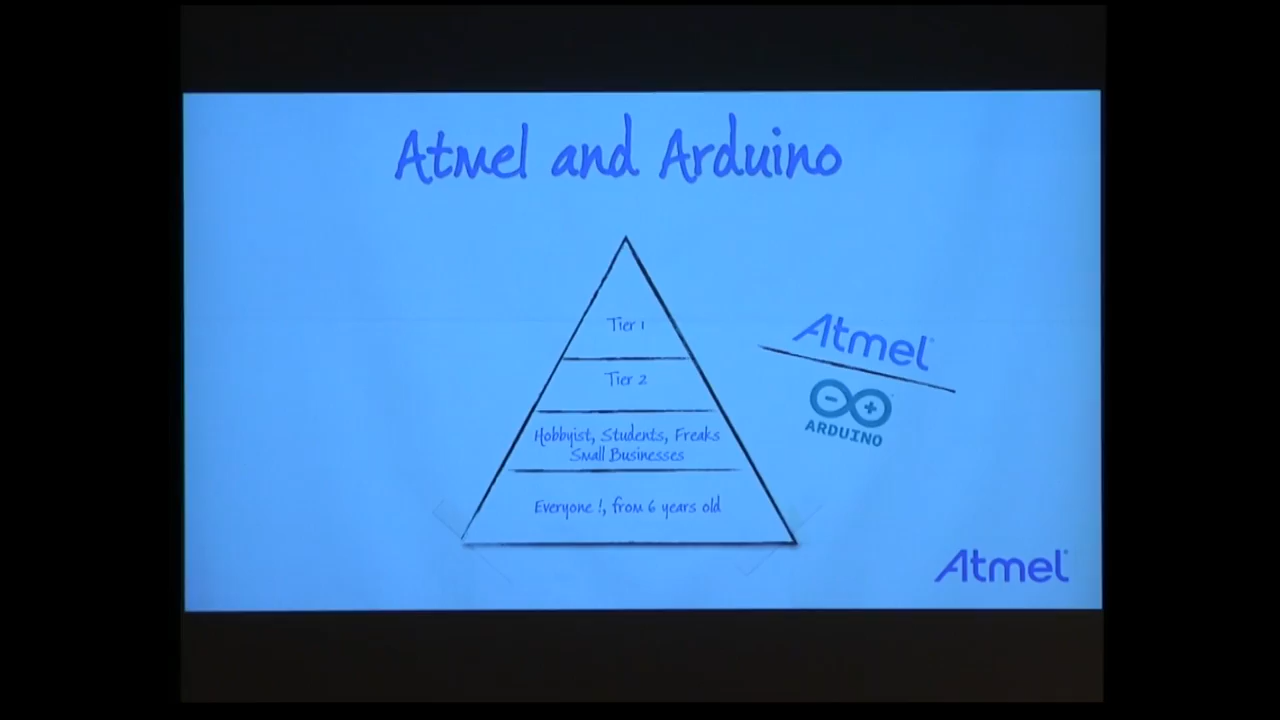 Atmel and Arduino
Tier 1
Tier 2
Hobbyist, Students, Freaks
Small Businesses
Everyone !, from 6 years old
Atmel
ARDUINO
Atmel